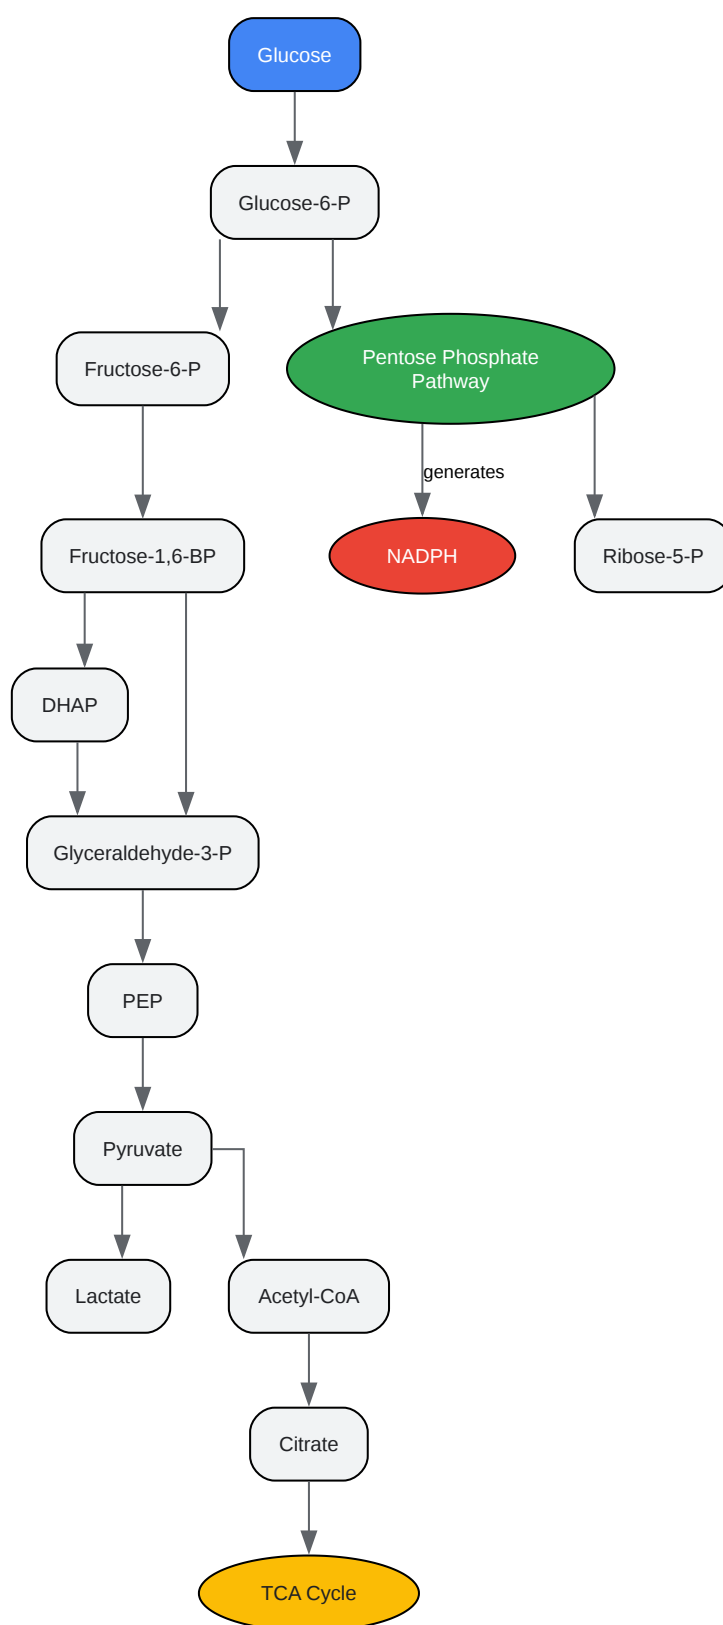 Glucose
Glucose-6-P
Fructose-6-P
Pentose Phosphate
Pathway
generates
Fructose-1,6-BP
NADPH
Ribose-5-P
DHAP
Glyceraldehyde-3-P
PEP
Pyruvate
Lactate
Acetyl-CoA
Citrate
TCA Cycle